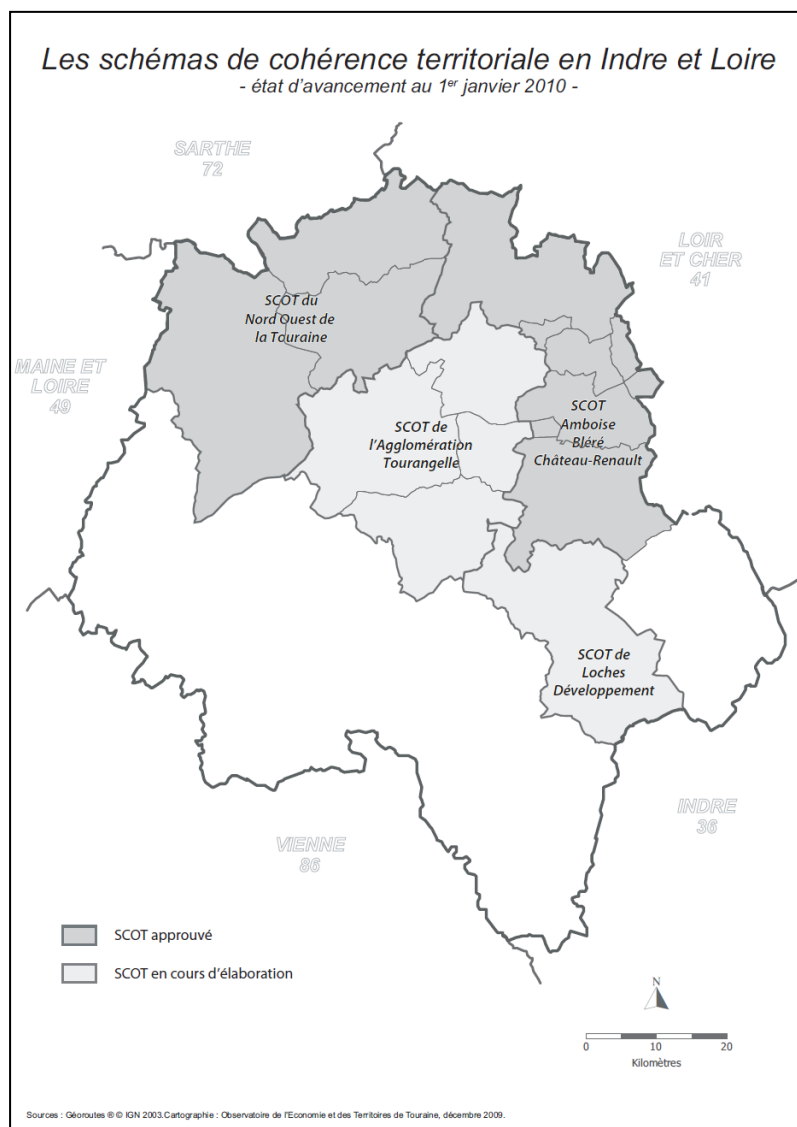 Les schémas de cohérence territoriale en Indre et Loire
- état d'avancement au 1er janvier 2010 -
SARTHE
72
LOIR
ET CHER
41
SCOT du
Nord Ouest de
la Touraine
MAINE ET
LOIRE
49
SCOT
Amboise
Bléré
Château-Renault
SCOT de
l'Agglomération
Tourangelle
SCOT de
Loches
Développement
INDRE
36
VIENNE
86
SCOT approuvé
SCOT en cours d'élaboration
N
0 10 20
Kilomètres
Sources : Géoroutes ® © IGN 2003.Cartographie : Observatoire de l'Economie et des Territoires de Touraine, décembre 2009.